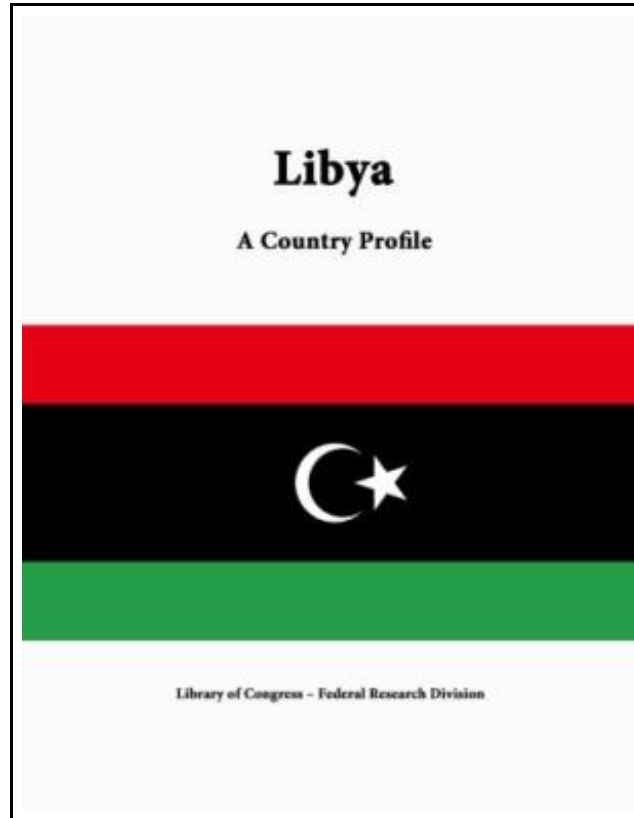 Libya
A Country Profile
Library of Congress – Federal Research Division